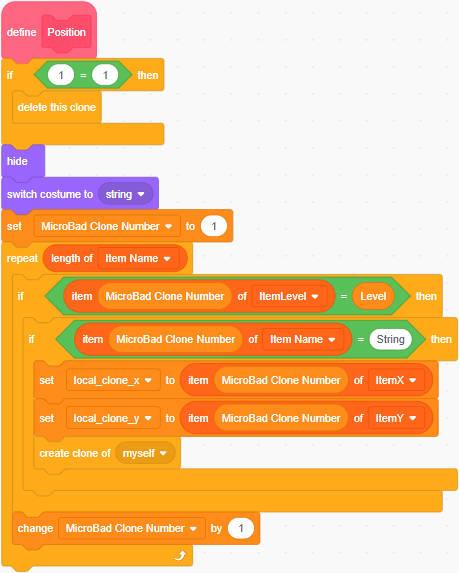 define Position
if 1 = 1 then
delete this clone
hide
switch costume to string
set MicroBad Clone Number to 1
repeat length of Item Name
if item MicroBad Clone Number of ItemLevel = Level then
if item MicroBad Clone Number of Item Name = String then
set local_clone_x to item MicroBad Clone Number of ItemX
set local_clone_y to item MicroBad Clone Number of ItemY
create clone of myself
change MicroBad Clone Number by 1